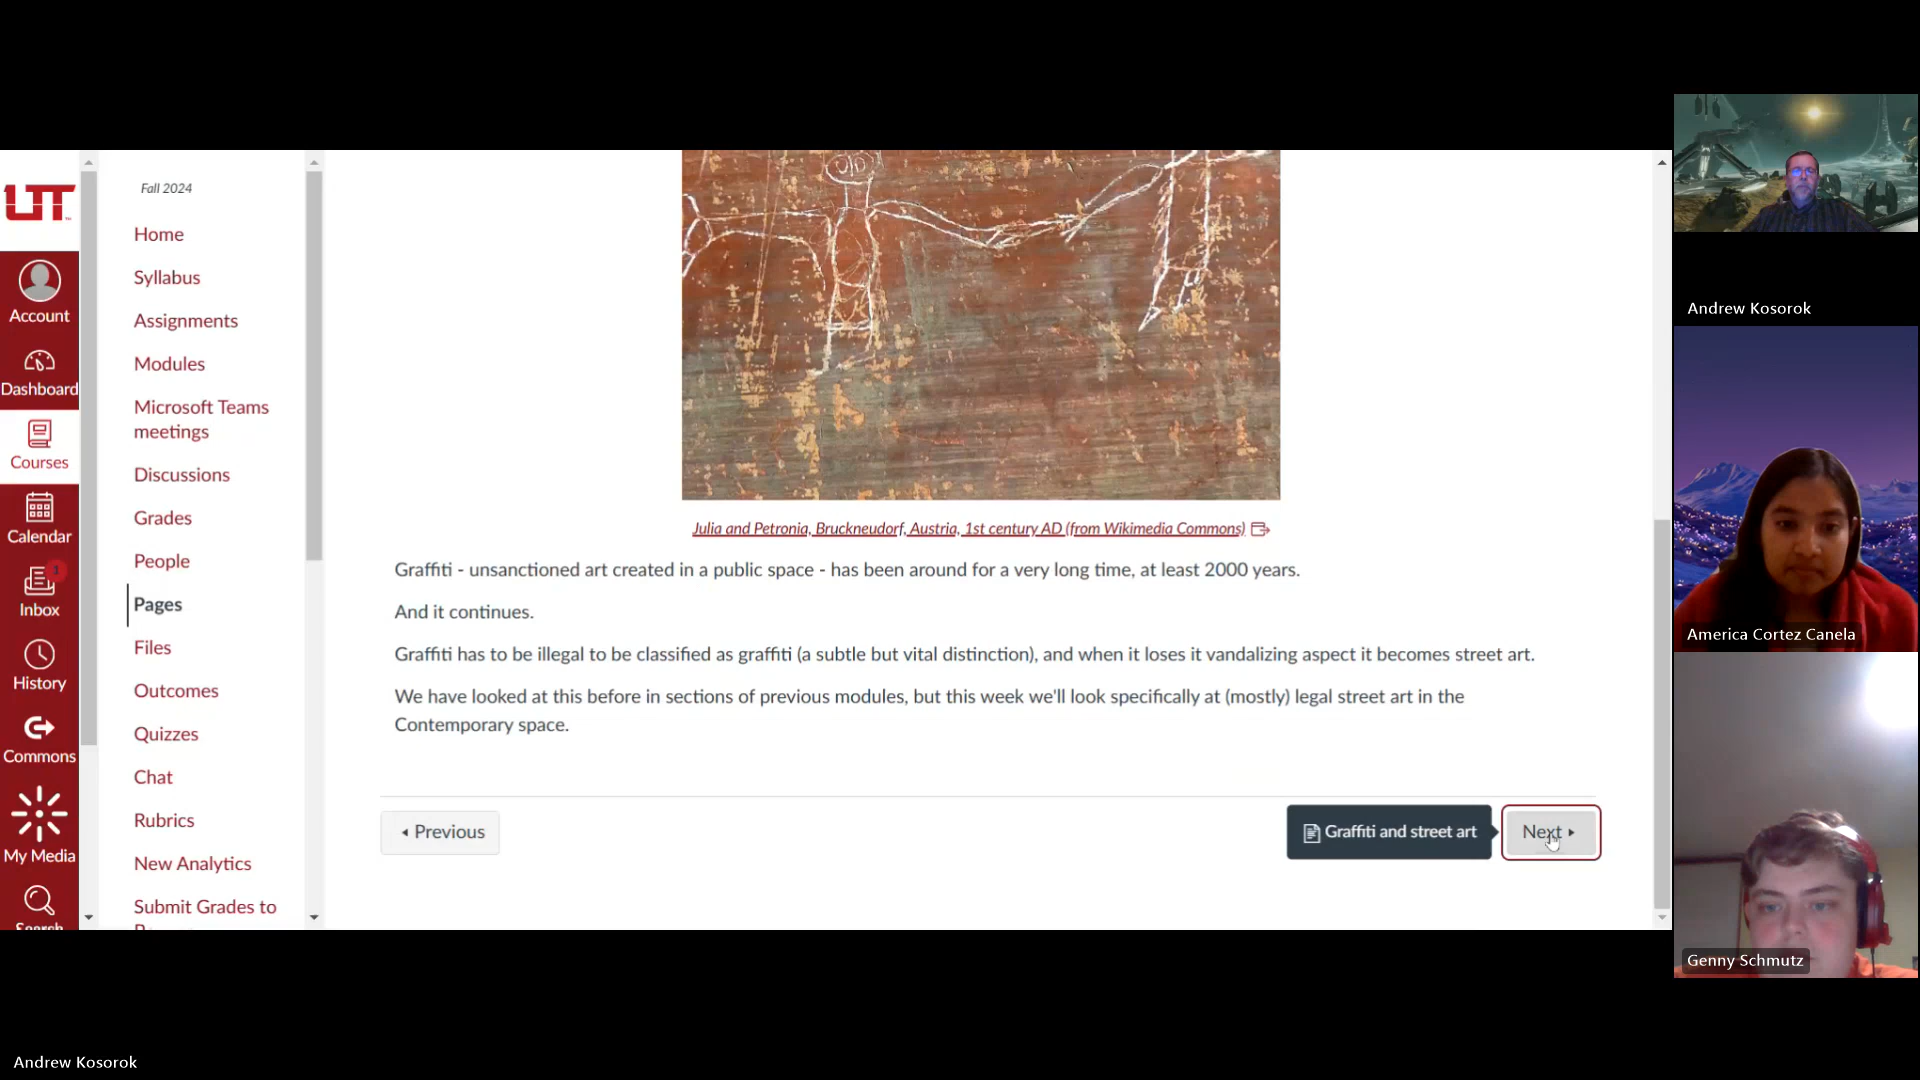 UT
Account
Dashboard
Courses
Calendar
1
Inbox
History
Commons
My Media
Search
Fall 2024
Home
Syllabus
Assignments
Modules
Microsoft Teams
meetings
Discussions
Grades
People
Pages
Files
Outcomes
Quizzes
Chat
Rubrics
New Analytics
Submit Grades to
Julia and Petronia, Bruckneudorf, Austria, 1st century AD (from Wikimedia Commons)
Graffiti - unsanctioned art created in a public space - has been around for a very long time, at least 2000 years.
And it continues.
Graffiti has to be illegal to be classified as graffiti (a subtle but vital distinction), and when it loses it vandalizing aspect it becomes street art.
We have looked at this before in sections of previous modules, but this week we'll look specifically at (mostly) legal street art in the
Contemporary space.
Previous
Graffiti and street art
Next
Andrew Kosorok
America Cortez Canela
Genny Schmutz
Andrew Kosorok